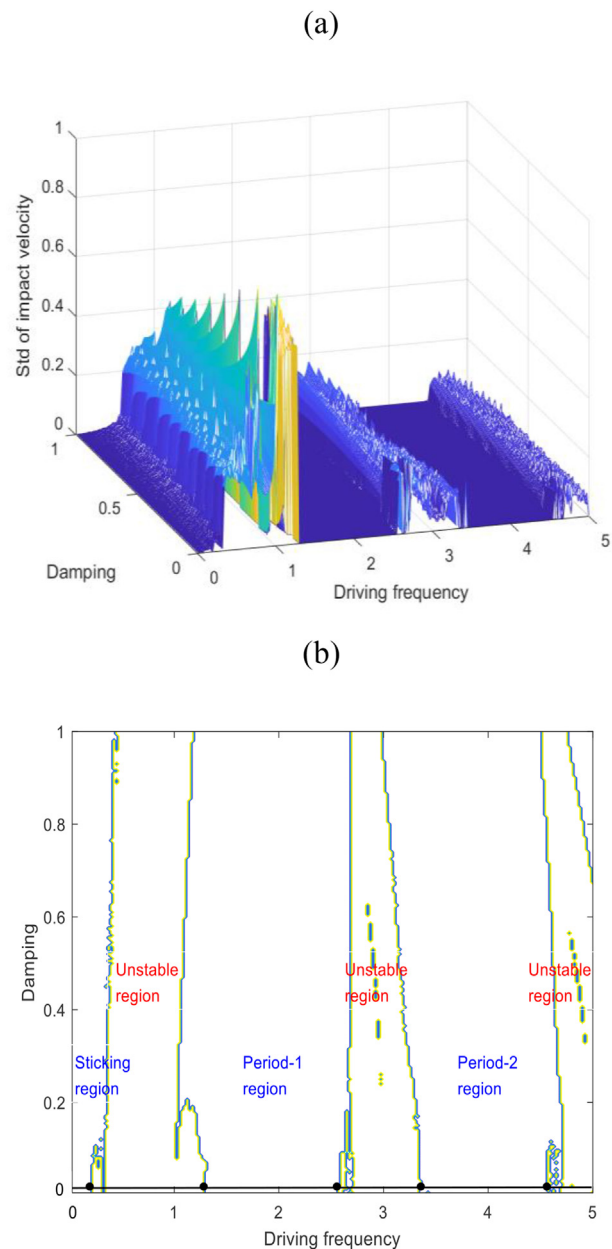 (a)
1
0.8
0.6
0.4
0.2
0
Std of impact velocity
1
0.5
0
Damping
0
1
2
3
4
5
Driving frequency
(b)
1
0.8
0.6
0.4
0.2
0
Damping
Unstable
region
Unstable
region
Unstable
region
Sticking
region
Period-1
region
Period-2
region
0
1
2
3
4
5
Driving frequency